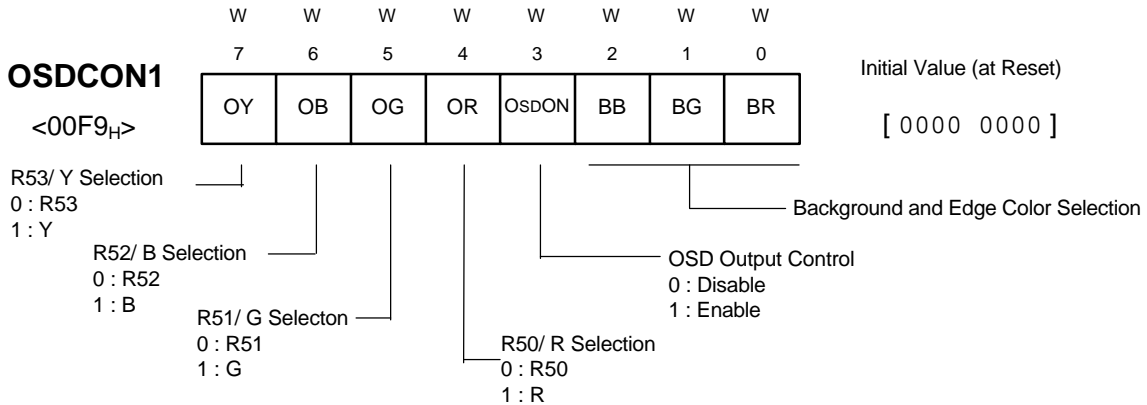 W W W W W W W W
7 6 5 4 3 2 1 0
OSDCON1
Initial Value (at Reset)
OY OB OG OR OSDON BB BG BR
<00F9H>
[ 0000 0000 ]
R53/ Y Selection
0 : R53
1 : Y
Background and Edge Color Selection
R52/ B Selection
0 : R52
1 : B
OSD Output Control
0 : Disable
1 : Enable
R51/ G Selecton
0 : R51
1 : G
R50/ R Selection
0 : R50
1 : R